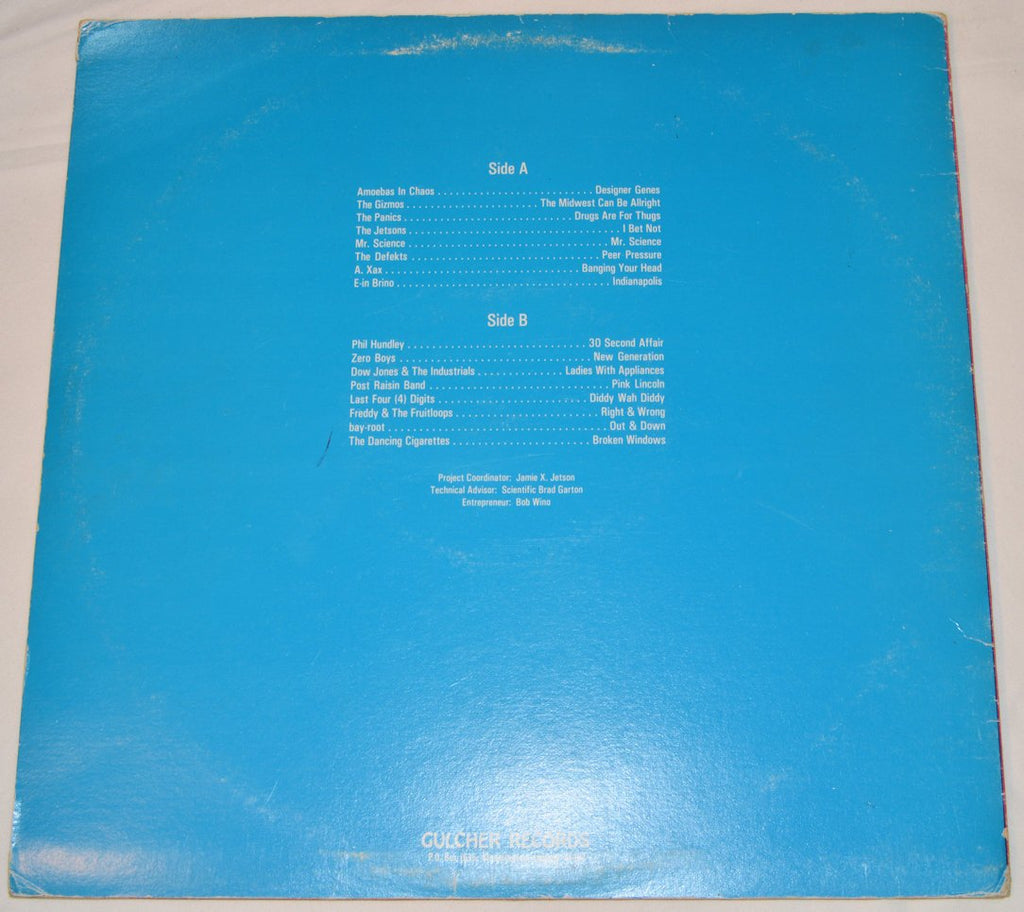 Side A
Amoebas In Chaos . . . . . . . . . . . . . . . . . . . . . . . . . . Designer Genes
The Gizmos . . . . . . . . . . . . . . . . . . . . . . The Midwest Can Be Allright
The Panics . . . . . . . . . . . . . . . . . . . . . . . . . . . . Drugs Are For Thugs
The Jetsons . . . . . . . . . . . . . . . . . . . . . . . . . . . . . . . . . . . I Bet Not
Mr. Science . . . . . . . . . . . . . . . . . . . . . . . . . . . . . . . . . Mr. Science
The Defekts . . . . . . . . . . . . . . . . . . . . . . . . . . . . . . . Peer Pressure
A. Xax . . . . . . . . . . . . . . . . . . . . . . . . . . . . . . . . Banging Your Head
E-in Brino . . . . . . . . . . . . . . . . . . . . . . . . . . . . . . . . . . . Indianapolis
Side B
Phil Hundley . . . . . . . . . . . . . . . . . . . . . . . . . . . . . 30 Second Affair
Zero Boys . . . . . . . . . . . . . . . . . . . . . . . . . . . . . . . New Generation
Dow Jones & The Industrials . . . . . . . . . . . . . . Ladies With Appliances
Post Raisin Band . . . . . . . . . . . . . . . . . . . . . . . . . . . . . Pink Lincoln
Last Four (4) Digits . . . . . . . . . . . . . . . . . . . . . . . . Diddy Wah Diddy
Freddy & The Fruitloops . . . . . . . . . . . . . . . . . . . . . . . Right & Wrong
bay-root . . . . . . . . . . . . . . . . . . . . . . . . . . . . . . . . . . . . Out & Down
The Dancing Cigarettes . . . . . . . . . . . . . . . . . . . . . . Broken Windows
Project Coordinator: Jamie X. Jetson
Technical Advisor: Scientific Brad Garton
Entrepreneur: Bob Wino
GULCHER RECORDS
P.O. Box